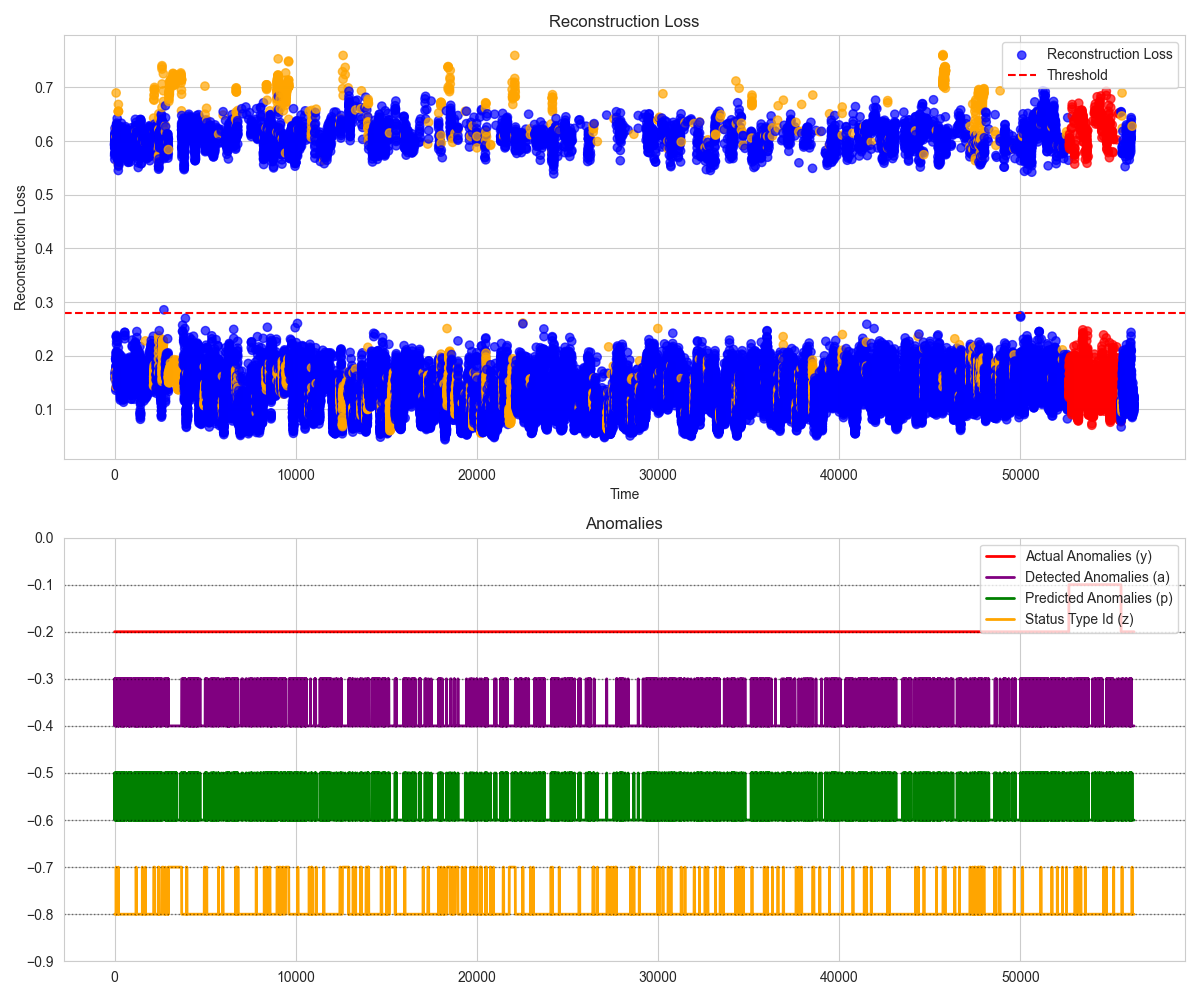 Reconstruction Loss
Reconstruction Loss
Threshold
Reconstruction Loss
0.7
0.6
0.5
0.4
0.3
0.2
0.1
0 10000 20000 30000 40000 50000
Time
Anomalies
Actual Anomalies (y)
Detected Anomalies (a)
Predicted Anomalies (p)
Status Type Id (z)
0.0
−0.1
−0.2
−0.3
−0.4
−0.5
−0.6
−0.7
−0.8
−0.9
0 10000 20000 30000 40000 50000